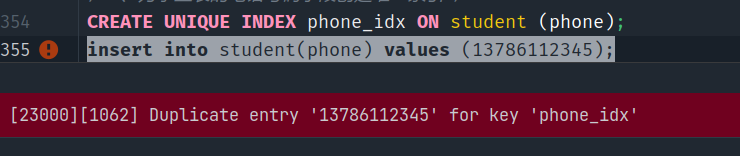 354 CREATE UNIQUE INDEX phone_idx ON student (phone);
355 insert into student(phone) values (13786112345);
[23000][1062] Duplicate entry '13786112345' for key 'phone_idx'